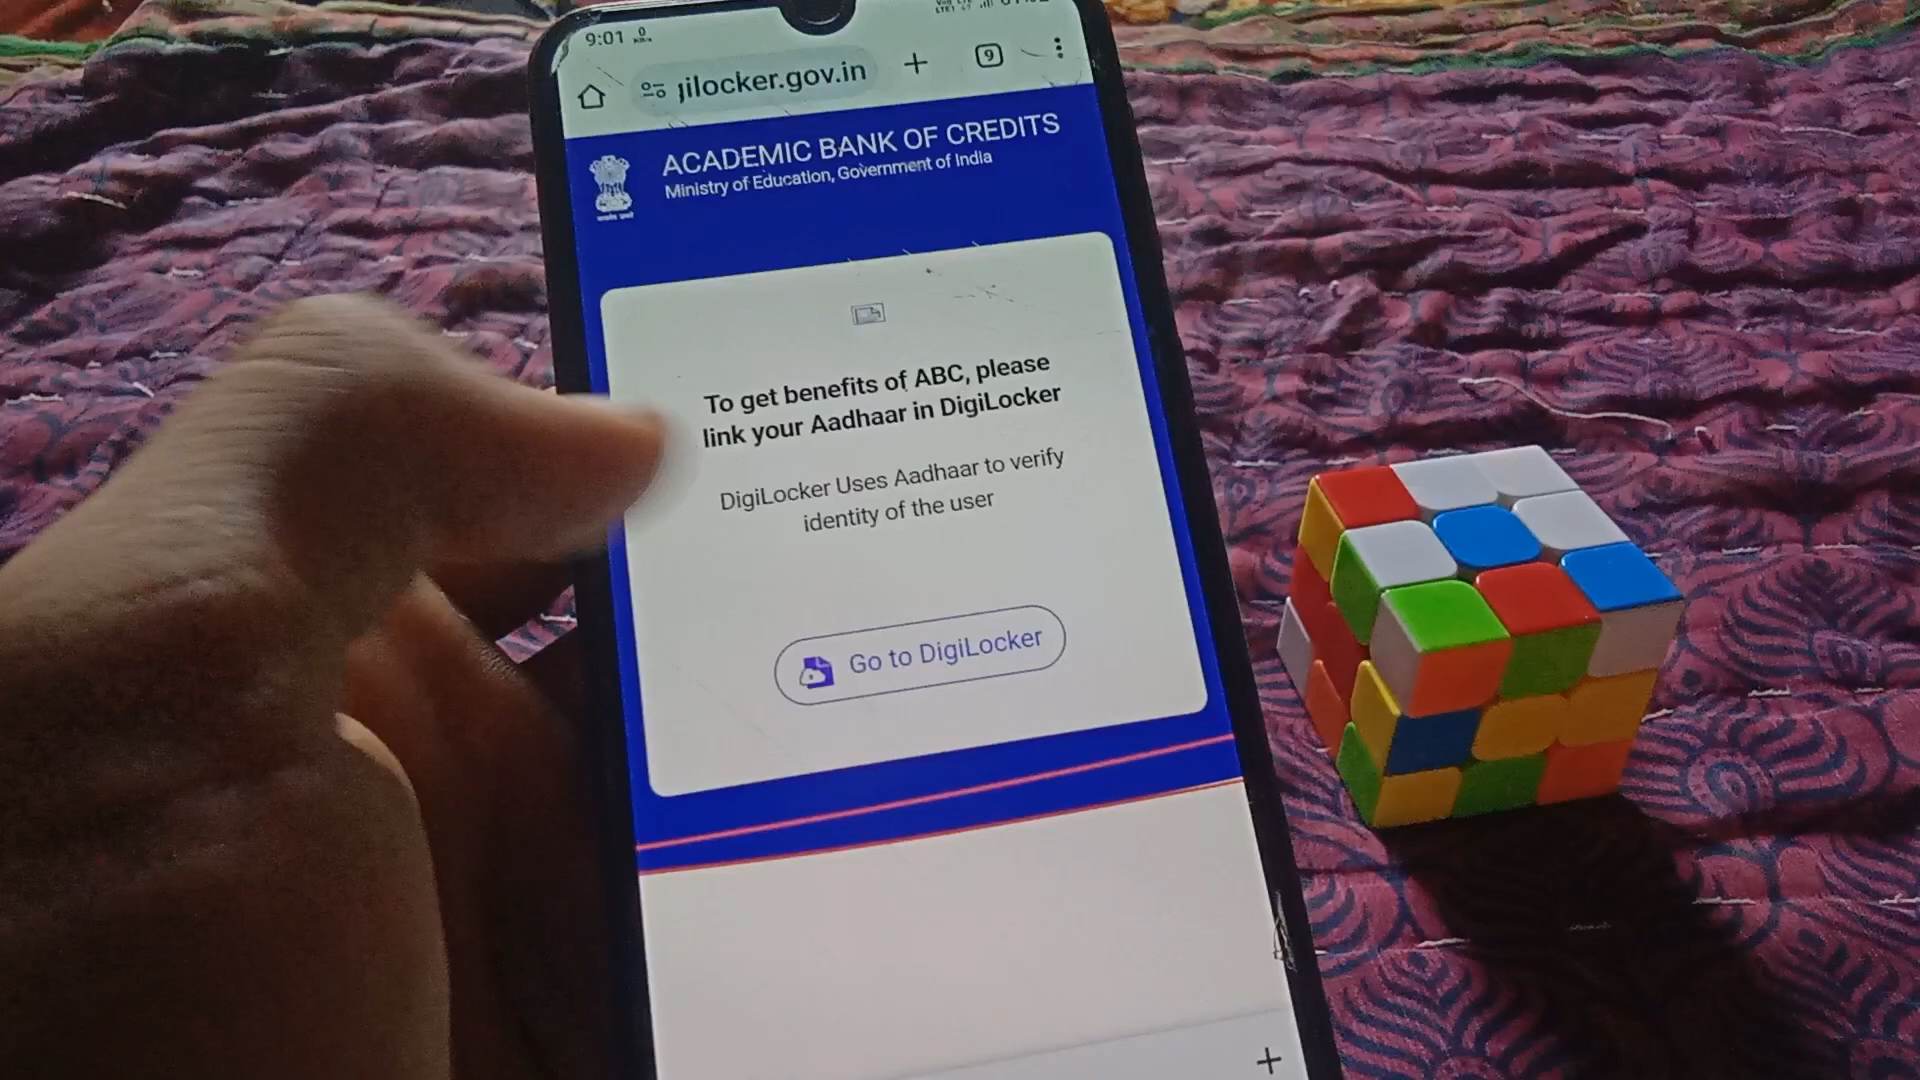 9:01
jilocker.gov.in
9
ACADEMIC BANK OF CREDITS
Ministry of Education, Government of India
To get benefits of ABC, please
link your Aadhaar in DigiLocker
DigiLocker Uses Aadhaar to verify
identity of the user
Go to DigiLocker